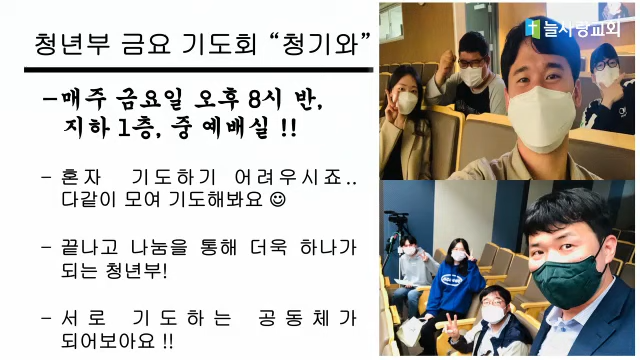 청년부 금요 기도회 “청기와”
늘사랑교회
-매주 금요일 오후 8시 반,
지하 1층, 중 예배실 !!
- 혼자 기도하기 어려우시죠..
다같이 모여 기도해봐요☺
- 끝나고 나눔을 통해 더욱 하나가
되는 청년부!
- 서로 기도하는 공동체가
되어보아요 !!